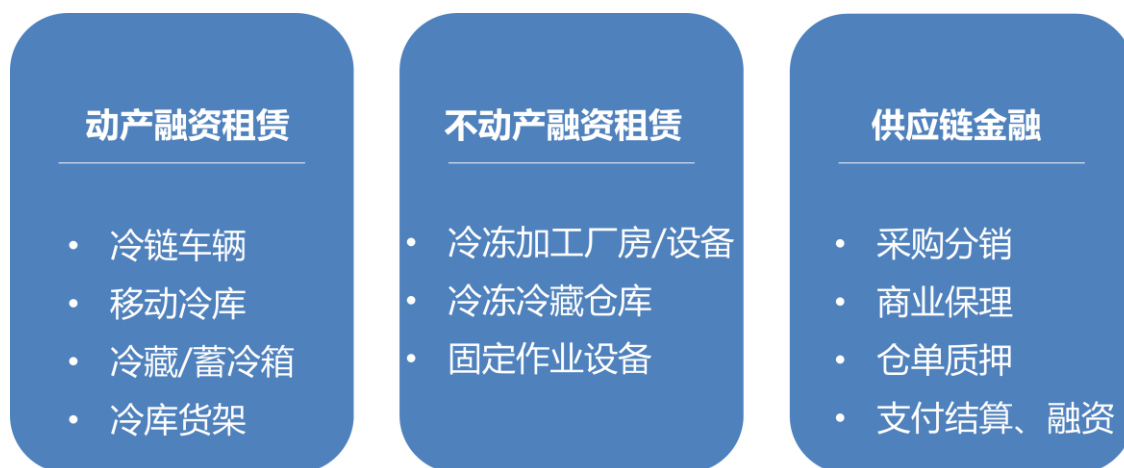 动产融资租赁
• 冷链车辆
• 移动冷库
• 冷藏/蓄冷箱
• 冷库货架
不动产融资租赁
• 冷冻加工厂房/设备
• 冷冻冷藏仓库
• 固定作业设备
供应链金融
• 采购分销
• 商业保理
• 仓单质押
• 支付结算、融资